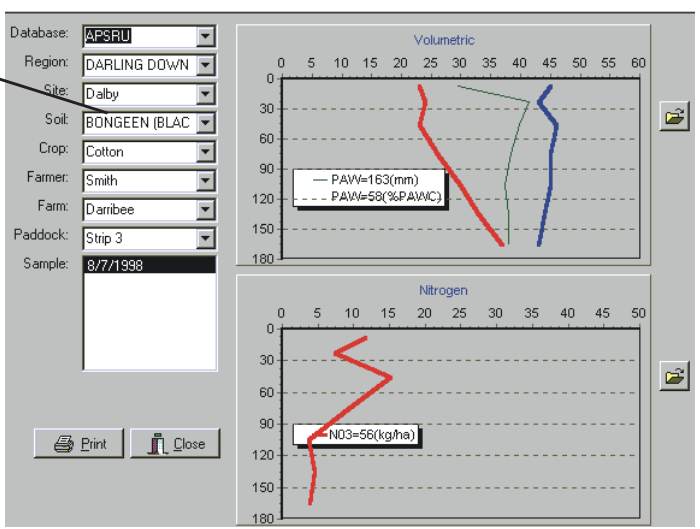 Database: APSRU
Region: DARLING DOWN
Site: Dalby
Soil: BONGEEN (BLAC
Crop: Cotton
Farmer: Smith
Farm: Darribee
Paddock: Strip 3
Sample: 8/7/1998
Print Close
Volumetric
0 5 10 15 20 25 30 35 40 45 50 55 60
0
30
60
90
PAW=163(mm)
120
PAW=58(%PAWC)
150
180
Nitrogen
0 5 10 15 20 25 30 35 40 45 50
0
30
60
90
N03=56(kg/ha)
120
150
180